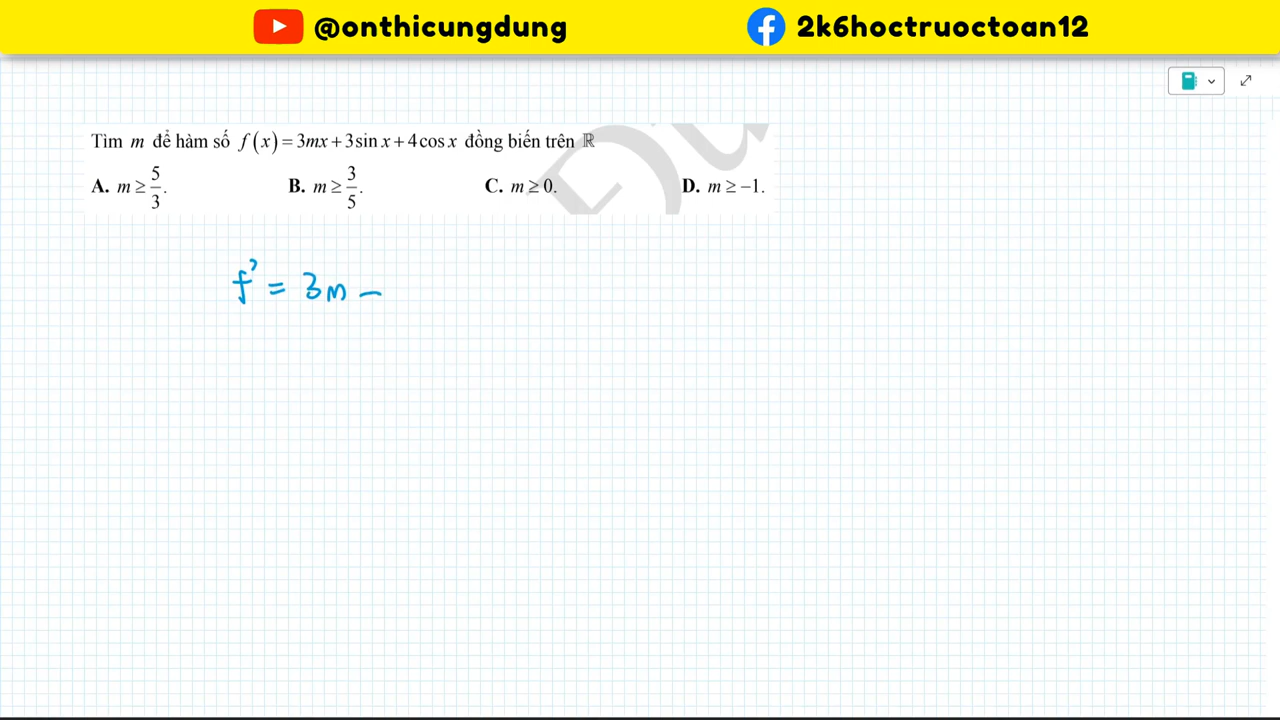 @onthicungdung 2k6hoctruoctoan12
Tìm m để hàm số f(x) = 3mx + 3sin x + 4cos x đồng biến trên ℝ
A. m ≥ 5/3. B. m ≥ 3/5. C. m ≥ 0. D. m ≥ −1.
f' = 3m −